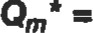 Qₘ* =